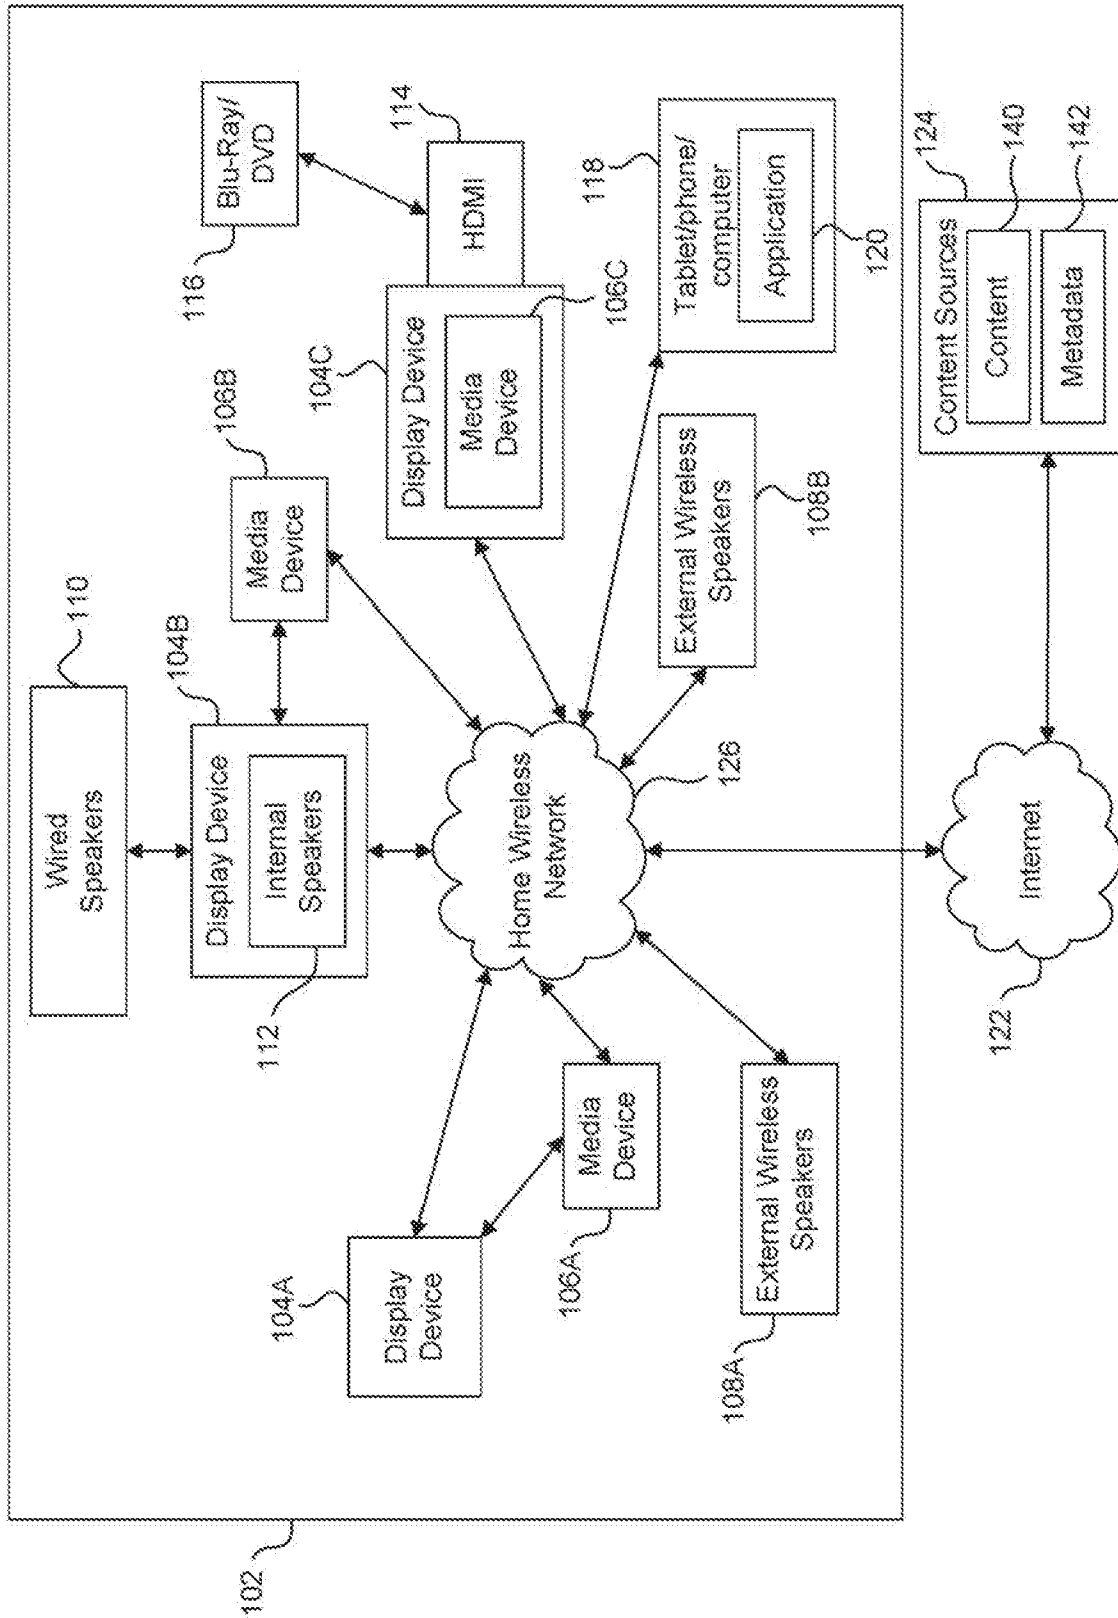 102
Wired
Speakers
110
Display Device
104B
Internal
Speakers
112
Media
Device
106B
Blu-Ray/
DVD
116
HDMI
114
Display Device
104C
Media
Device
106C
Display
Device
104A
Media
Device
106A
Home Wireless
Network
126
Tablet/phone/
computer
118
Application
120
External Wireless
Speakers
108A
External Wireless
Speakers
108B
Internet
122
Content Sources
124
Content
140
Metadata
142